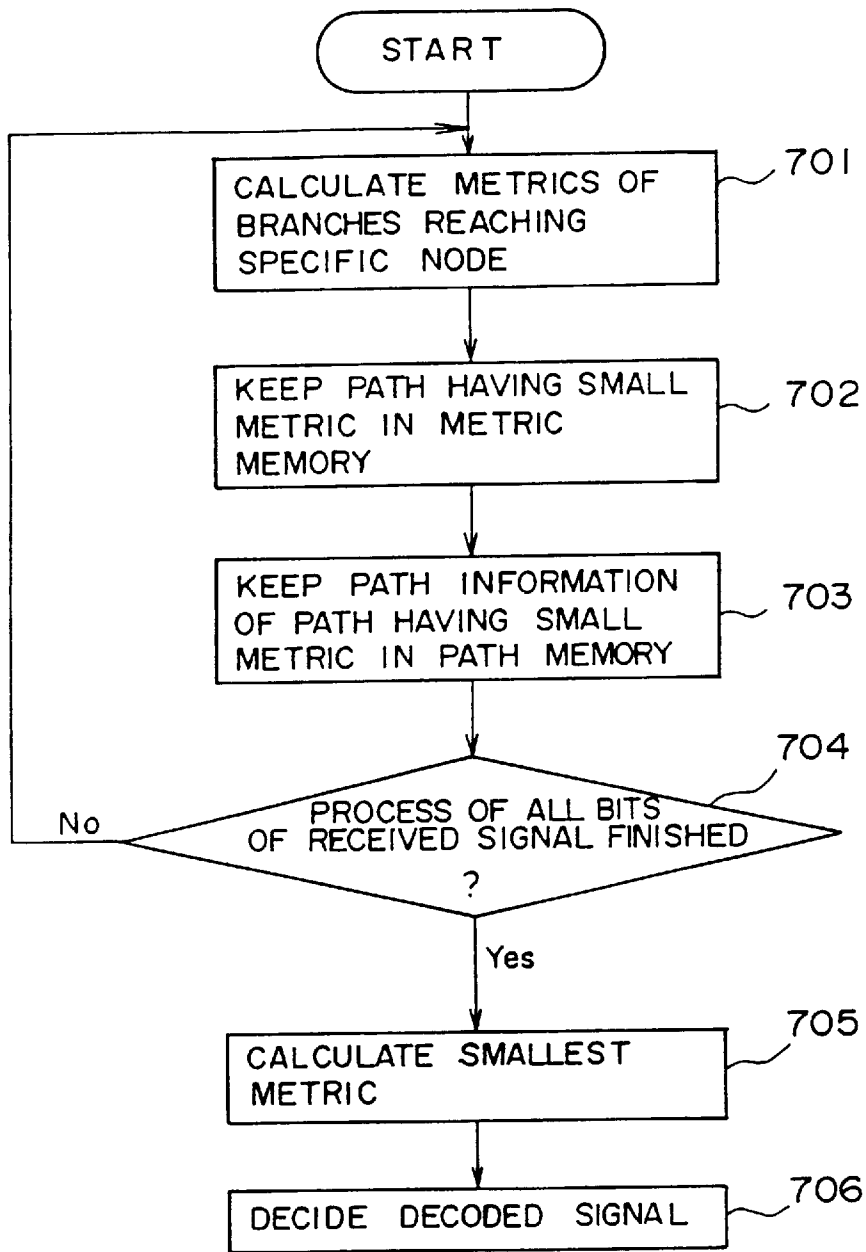 START
701
CALCULATE METRICS OF
BRANCHES REACHING
SPECIFIC NODE
702
KEEP PATH HAVING SMALL
METRIC IN METRIC
MEMORY
703
KEEP PATH INFORMATION
OF PATH HAVING SMALL
METRIC IN PATH MEMORY
704
PROCESS OF ALL BITS
OF RECEIVED SIGNAL FINISHED
?
No
Yes
705
CALCULATE SMALLEST
METRIC
706
DECIDE DECODED SIGNAL